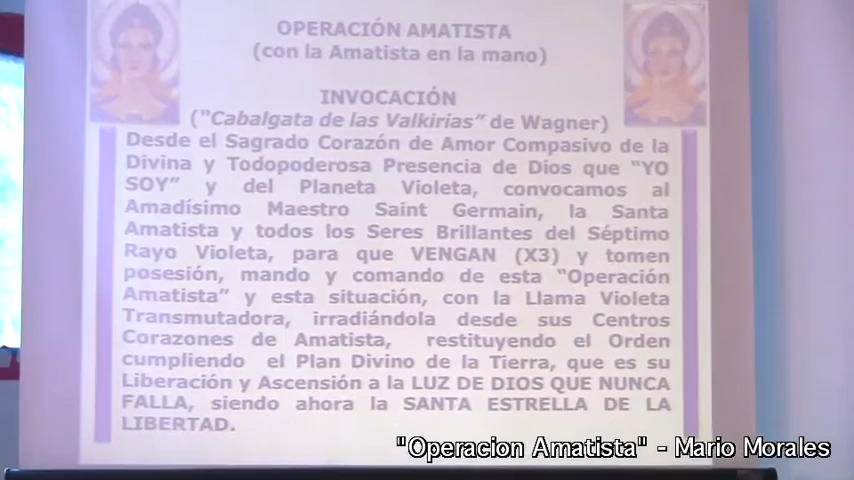 OPERACIÓN AMATISTA
(con la Amatista en la mano)
INVOCACIÓN
("Cabalgata de las Valkirias" de Wagner)
Desde el Sagrado Corazón de Amor Compasivo de la
Divina y Todopoderosa Presencia de Dios que "YO
SOY" y del Planeta Violeta, convocamos al
Amadísimo Maestro Saint Germain, la Santa
Amatista y todos los Seres Brillantes del Séptimo
Rayo Violeta, para que VENGAN (X3) y tomen
posesión, mando y comando de esta "Operación
Amatista" y esta situación, con la Llama Violeta
Transmutadora, irradiándola desde sus Centros
Corazones de Amatista, restituyendo el Orden
cumpliendo el Plan Divino de la Tierra, que es su
Liberación y Ascensión a la LUZ DE DIOS QUE NUNCA
FALLA, siendo ahora la SANTA ESTRELLA DE LA
LIBERTAD.
"Operacion Amatista" - Mario Morales